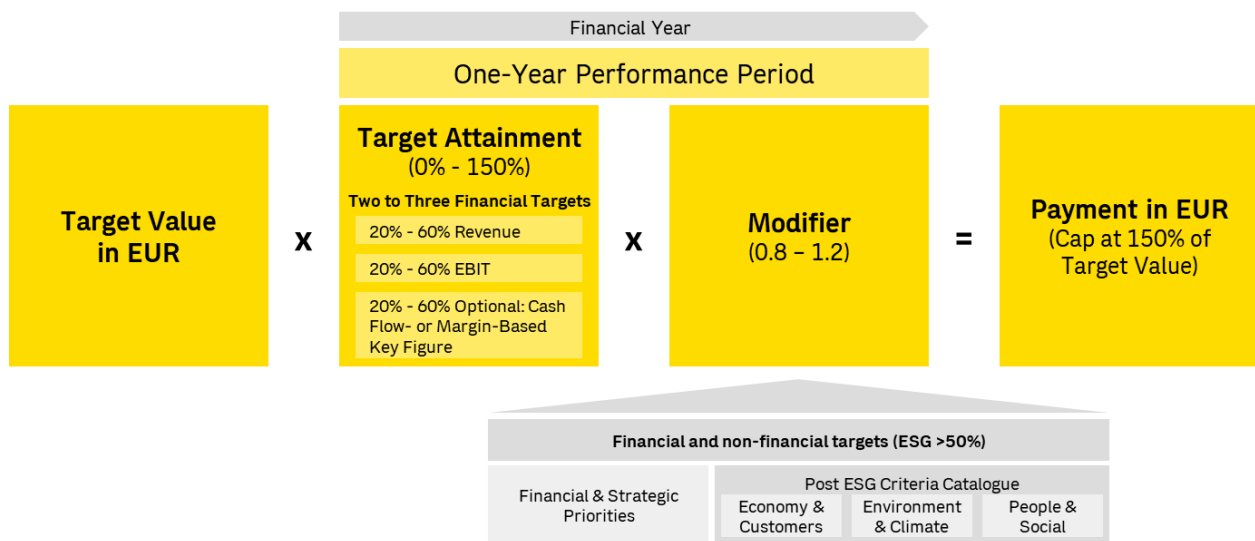 Financial Year
One-Year Performance Period
Target Value
in EUR
x
Target Attainment
(0% - 150%)
Two to Three Financial Targets
20% - 60% Revenue
20% - 60% EBIT
20% - 60% Optional: Cash
Flow- or Margin-Based
Key Figure
x
Modifier
(0.8 – 1.2)
=
Payment in EUR
(Cap at 150% of
Target Value)
Financial and non-financial targets (ESG >50%)
Financial & Strategic
Priorities
Post ESG Criteria Catalogue
Economy &
Customers
Environment
& Climate
People &
Social